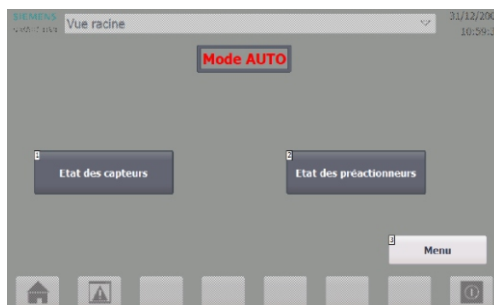 SIEMENS
Vue racine
31/12/200
10:59:3
Mode AUTO
1
Etat des capteurs
2
Etat des préactionneurs
3
Menu